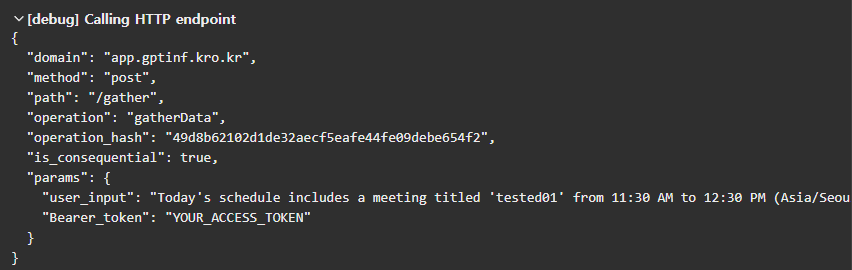 [debug] Calling HTTP endpoint
{
"domain": "app.gptinf.kro.kr",
"method": "post",
"path": "/gather",
"operation": "gatherData",
"operation_hash": "49d8b62102d1de32aecf5eafe44fe09debe654f2",
"is_consequential": true,
"params": {
"user_input": "Today's schedule includes a meeting titled 'tested01' from 11:30 AM to 12:30 PM (Asia/Seou
"Bearer_token": "YOUR_ACCESS_TOKEN"
}
}